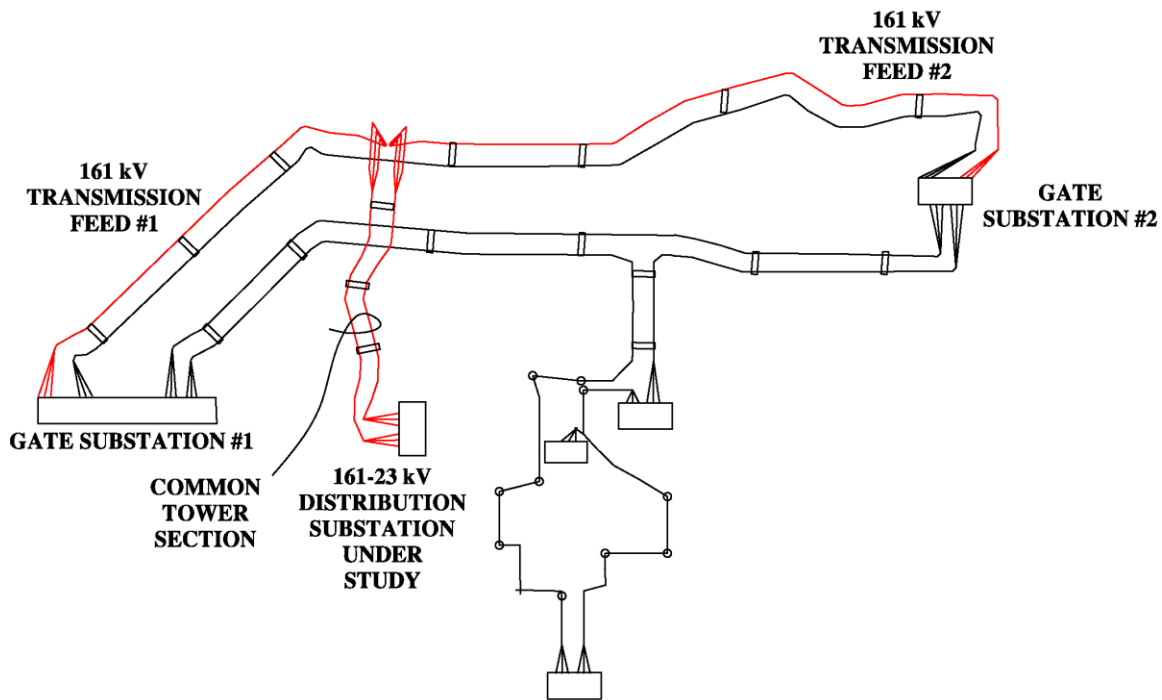 161 kV
TRANSMISSION
FEED #2
161 kV
TRANSMISSION
FEED #1
GATE
SUBSTATION #2
GATE SUBSTATION #1
COMMON
TOWER
SECTION
161-23 kV
DISTRIBUTION
SUBSTATION
UNDER
STUDY